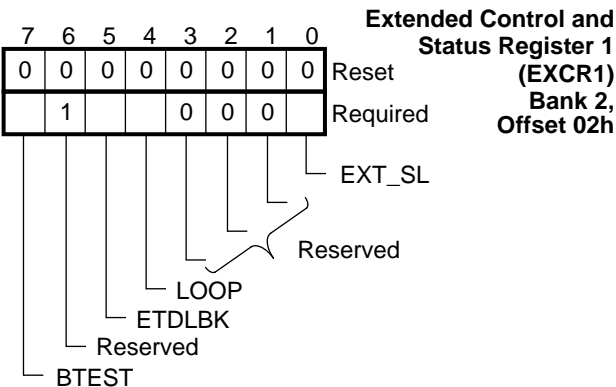 Extended Control and
Status Register 1
(EXCR1)
Bank 2,
Offset 02h
7 6 5 4 3 2 1 0
0 0 0 0 0 0 0 0 Reset
1 0 0 0 Required
EXT_SL
Reserved
LOOP
ETDLBK
Reserved
BTEST